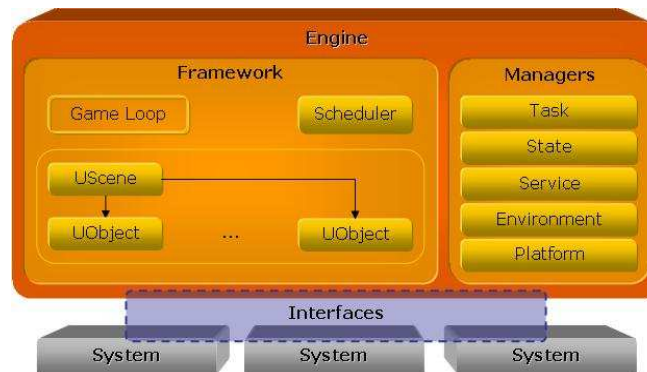 Engine
Framework
Game Loop
Scheduler
UScene
UObject
...
UObject
Managers
Task
State
Service
Environment
Platform
Interfaces
System
System
System